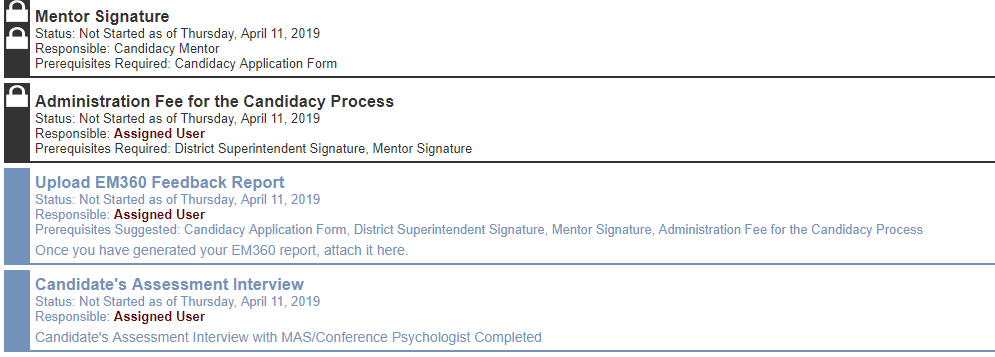 Mentor Signature
Status: Not Started as of Thursday, April 11, 2019
Responsible: Candidacy Mentor
Prerequisites Required: Candidacy Application Form
Administration Fee for the Candidacy Process
Status: Not Started as of Thursday, April 11, 2019
Responsible: Assigned User
Prerequisites Required: District Superintendent Signature, Mentor Signature
Upload EM360 Feedback Report
Status: Not Started as of Thursday, April 11, 2019
Responsible: Assigned User
Prerequisites Suggested: Candidacy Application Form, District Superintendent Signature, Mentor Signature, Administration Fee for the Candidacy Process
Once you have generated your EM360 report, attach it here.
Candidate's Assessment Interview
Status: Not Started as of Thursday, April 11, 2019
Responsible: Assigned User
Candidate's Assessment Interview with MAS/Conference Psychologist Completed